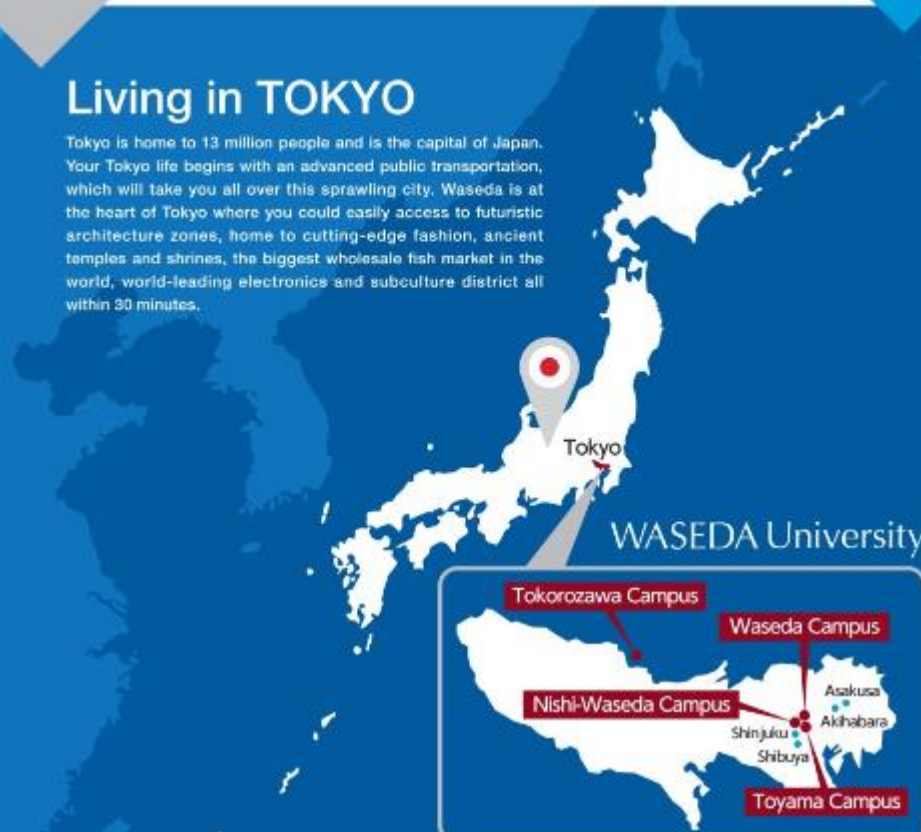 Living in TOKYO
Tokyo is home to 13 million people and is the capital of Japan.
Your Tokyo life begins with an advanced public transportation,
which will take you all over this sprawling city. Waseda is at
the heart of Tokyo where you could easily access to futuristic
architecture zones, home to cutting-edge fashion, ancient
temples and shrines, the biggest wholesale fish market in the
world, world-leading electronics and subculture district all
within 30 minutes.
Tokyo
WASEDA University
Tokorozawa Campus
Waseda Campus
Nishi-Waseda Campus
Asakusa
Akihabara
Shinjuku
Shibuya
Toyama Campus